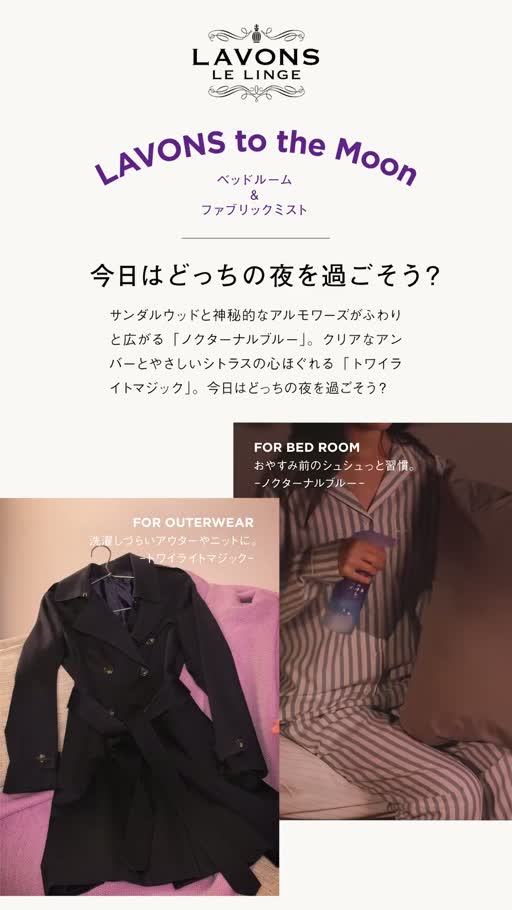 LAVONS
LE LINGE
LAVONS to the Moon
ベッドルーム
&
ファブリックミスト
今日はどっちの夜を過ごそう?
サンダルウッドと神秘的なアルモワーズがふわり
と広がる「ノクターナルブルー」。クリアなアン
バーとやさしいシトラスの心ほぐれる「トワイラ
イトマジック」。今日はどっちの夜を過ごそう?
FOR BED ROOM
おやすみ前のシュシュっと習慣。
−ノクターナルブルー−
FOR OUTERWEAR
洗濯しづらいアウターやニットに。
−トワイライトマジック−